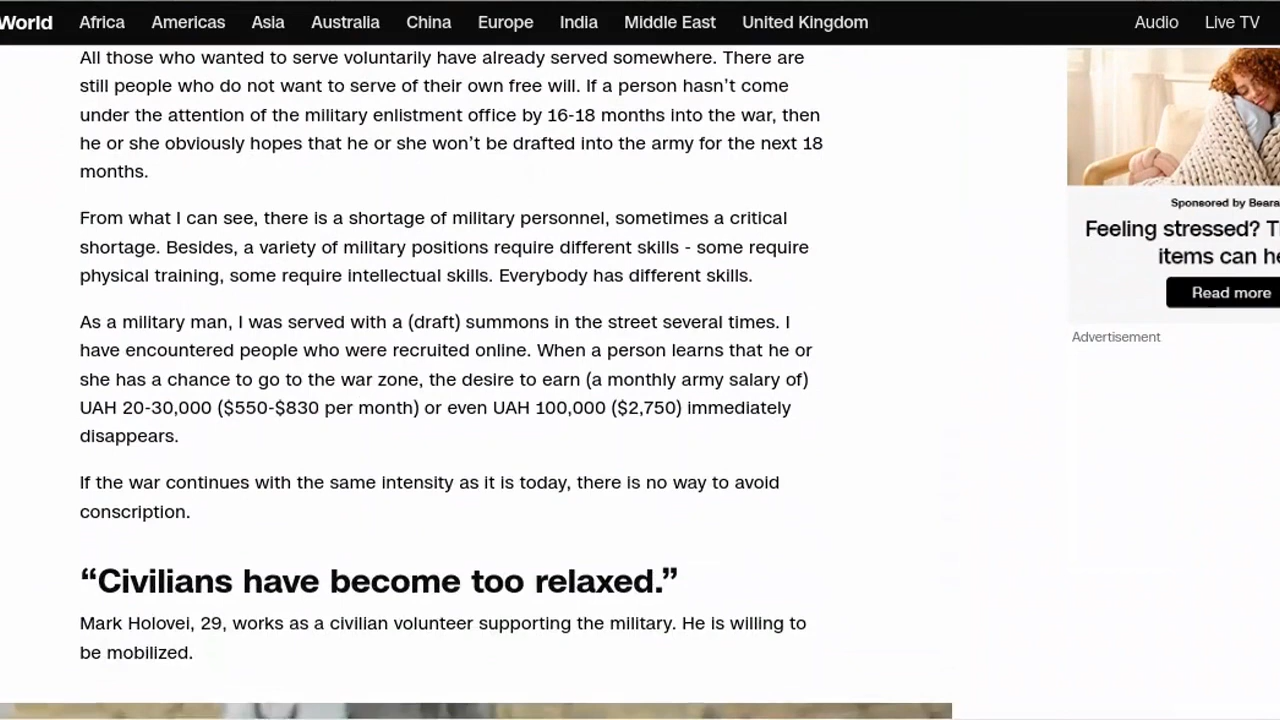 World Africa Americas Asia Australia China Europe India Middle East United Kingdom Audio Live TV
All those who wanted to serve voluntarily have already served somewhere. There are
still people who do not want to serve of their own free will. If a person hasn’t come
under the attention of the military enlistment office by 16-18 months into the war, then
he or she obviously hopes that he or she won’t be drafted into the army for the next 18
months.
From what I can see, there is a shortage of military personnel, sometimes a critical
shortage. Besides, a variety of military positions require different skills - some require
physical training, some require intellectual skills. Everybody has different skills.
As a military man, I was served with a (draft) summons in the street several times. I
have encountered people who were recruited online. When a person learns that he or
she has a chance to go to the war zone, the desire to earn (a monthly army salary of)
UAH 20-30,000 ($550-$830 per month) or even UAH 100,000 ($2,750) immediately
disappears.
If the war continues with the same intensity as it is today, there is no way to avoid
conscription.
“Civilians have become too relaxed.”
Mark Holovei, 29, works as a civilian volunteer supporting the military. He is willing to
be mobilized.
Sponsored by
Feeling stressed?
items can
Read more
Advertisement